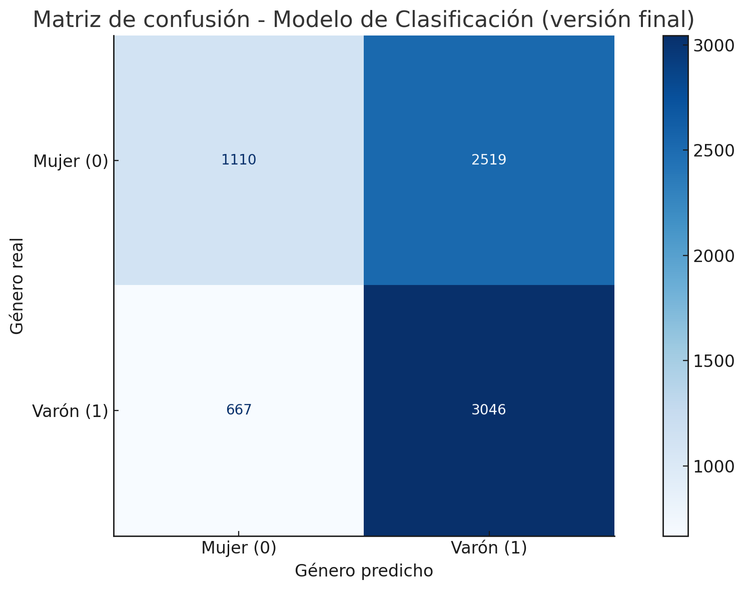 Matriz de confusión - Modelo de Clasificación (versión final)
Género real
Mujer (0)
1110
2519
Varón (1)
667
3046
Mujer (0)
Varón (1)
Género predicho
3000
2500
2000
1500
1000